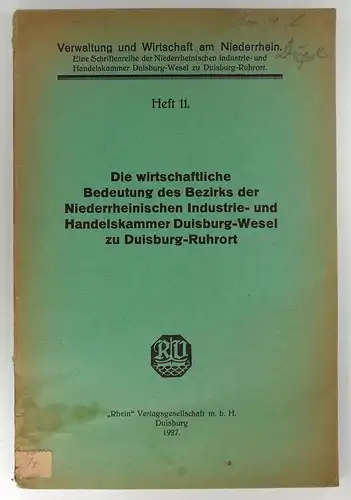 Verwaltung und Wirtschaft am Niederrhein.
Eine Schriftenreihe der Niederrheinischen Industrie- und
Handelskammer Duisburg-Wesel zu Duisburg-Ruhrort.
Heft 11.
Die wirtschaftliche
Bedeutung des Bezirks der
Niederrheinischen Industrie- und
Handelskammer Duisburg-Wesel
zu Duisburg-Ruhrort
„Rhein“ Verlagsgesellschaft m. b. H.
Duisburg
1927.